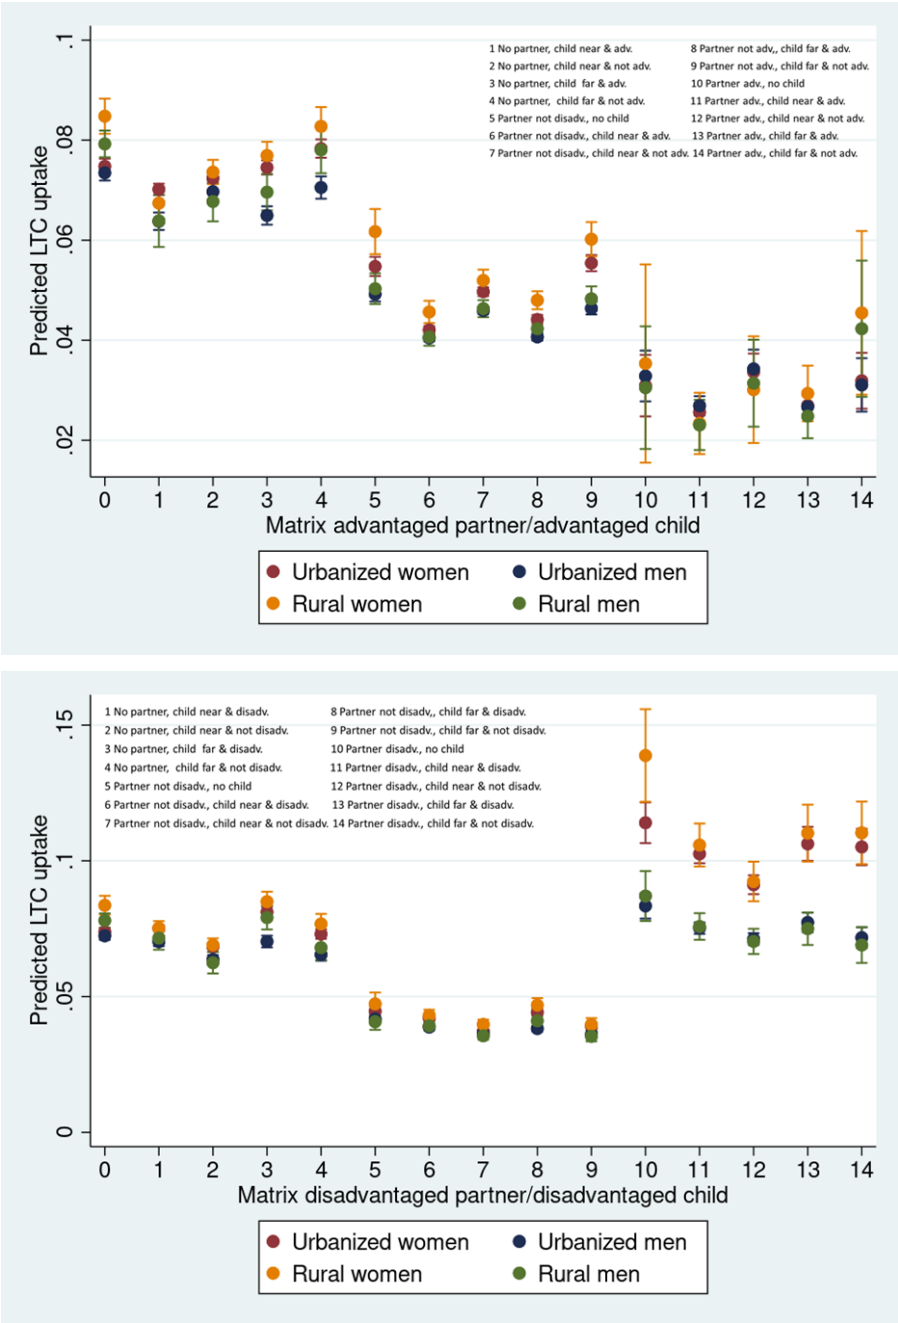 .1
.08
.06
.04
.02
Predicted LTC uptake
1 No partner, child near & adv.
2 No partner, child near & not adv.
3 No partner, child  far & adv.
4 No partner,  child far & not adv.
5 Partner not disadv., no child
6 Partner not disadv., child near & adv.
7 Partner not disadv., child near & not adv.
8 Partner not adv,, child far & adv.
9 Partner not adv., child far & not adv.
10 Partner adv., no child
11 Partner adv., child near & adv.
12 Partner adv., child near & not adv.
13 Partner adv., child far & adv.
14 Partner adv., child far & not adv.
0 1 2 3 4 5 6 7 8 9 10 11 12 13 14
Matrix advantaged partner/advantaged child
Urbanized women
Urbanized men
Rural women
Rural men
.15
.1
.05
0
Predicted LTC uptake
1 No partner, child near & disadv.
2 No partner, child near & not disadv.
3 No partner, child  far & disadv.
4 No partner,  child far & not disadv.
5 Partner not disadv., no child
6 Partner not disadv., child near & disadv.
7 Partner not disadv., child near & not disadv.
8 Partner not disadv,, child far & disadv.
9 Partner not disadv., child far & not disadv.
10 Partner disadv., no child
11 Partner disadv., child near & disadv.
12 Partner disadv., child near & not disadv.
13 Partner disadv., child far & disadv.
14 Partner disadv., child far & not disadv.
0 1 2 3 4 5 6 7 8 9 10 11 12 13 14
Matrix disadvantaged partner/disadvantaged child
Urbanized women
Urbanized men
Rural women
Rural men